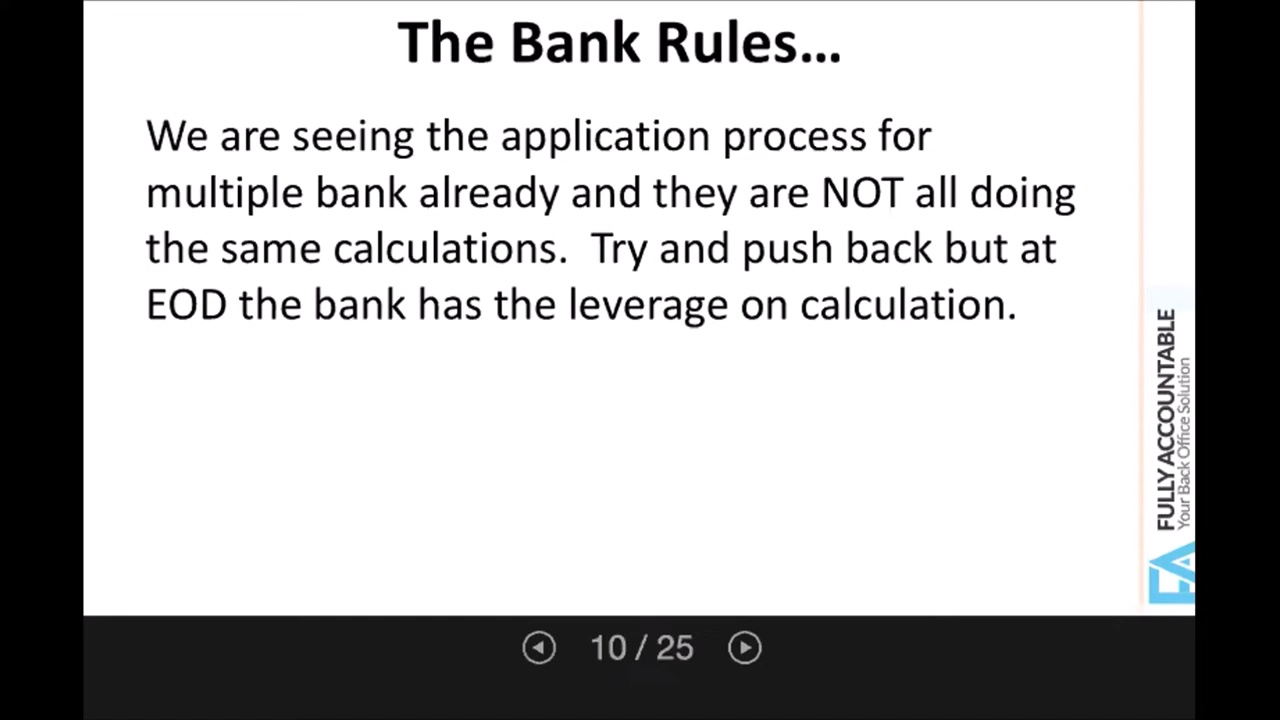 The Bank Rules...
We are seeing the application process for
multiple bank already and they are NOT all doing
the same calculations.  Try and push back but at
EOD the bank has the leverage on calculation.
FULLY ACCOUNTABLE
Your Back Office Solution
FA
10 / 25